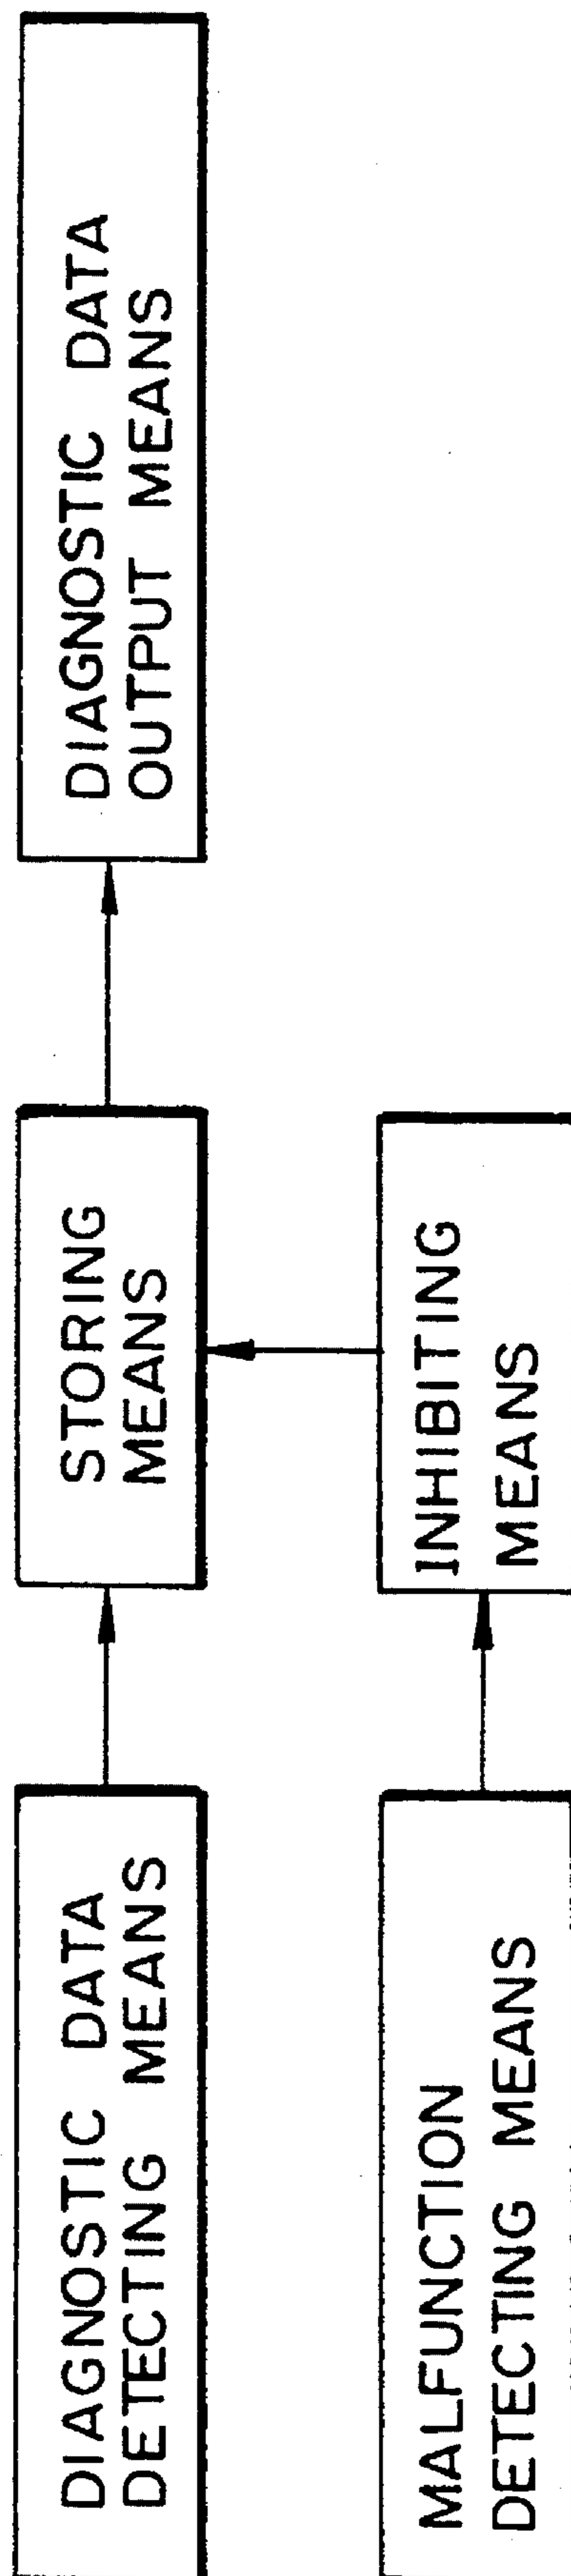 DIAGNOSTIC DATA
DETECTING MEANS
STORING
MEANS
DIAGNOSTIC DATA
OUTPUT MEANS
MALFUNCTION
DETECTING MEANS
INHIBITING
MEANS